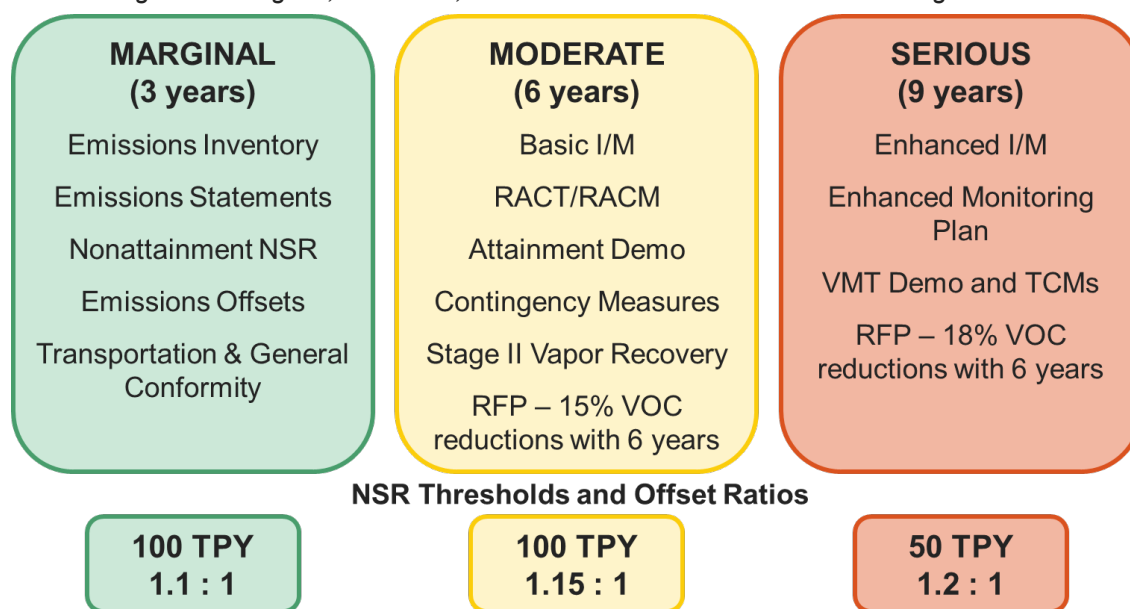 MARGINAL
(3 years)
Emissions Inventory
Emissions Statements
Nonattainment NSR
Emissions Offsets
Transportation & General
Conformity
MODERATE
(6 years)
Basic I/M
RACT/RACM
Attainment Demo
Contingency Measures
Stage II Vapor Recovery
RFP – 15% VOC
reductions with 6 years
SERIOUS
(9 years)
Enhanced I/M
Enhanced Monitoring
Plan
VMT Demo and TCMs
RFP – 18% VOC
reductions with 6 years
NSR Thresholds and Offset Ratios
100 TPY
1.1 : 1
100 TPY
1.15 : 1
50 TPY
1.2 : 1